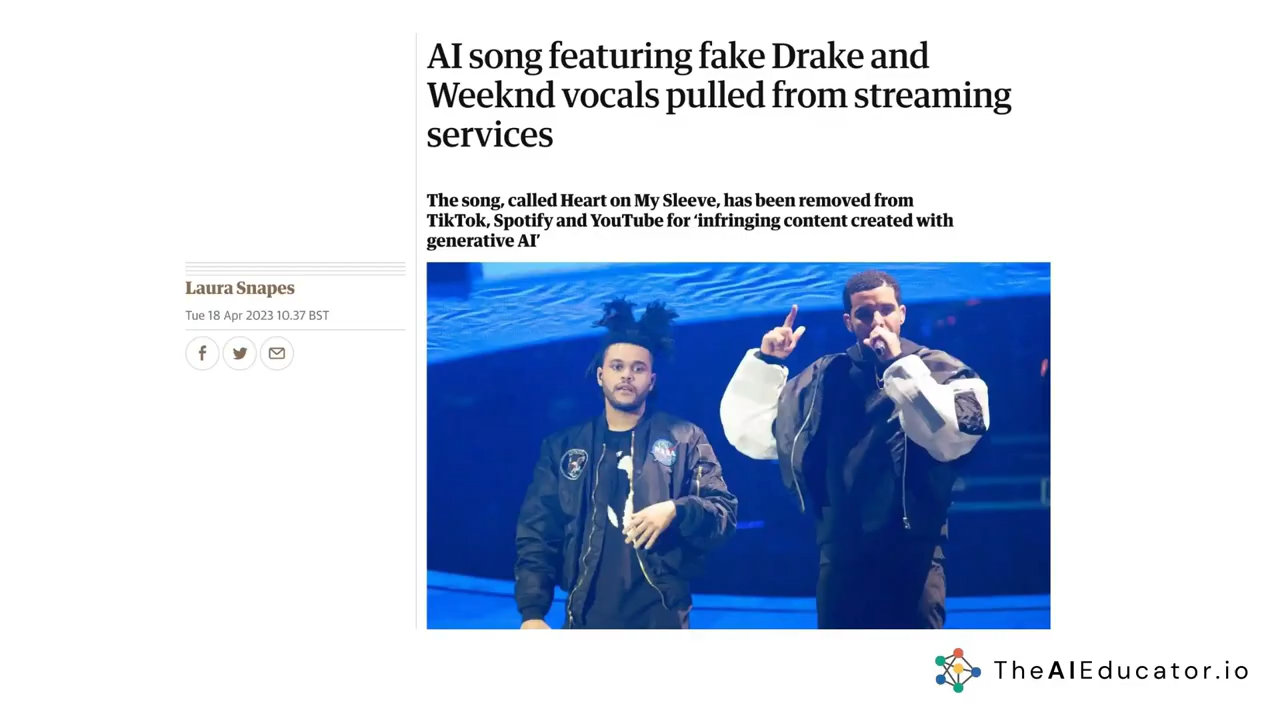 AI song featuring fake Drake and
Weeknd vocals pulled from streaming
services
The song, called Heart on My Sleeve, has been removed from
TikTok, Spotify and YouTube for ‘infringing content created with
generative AI’
Laura Snapes
Tue 18 Apr 2023 10.37 BST
NASA
TheAIEducator.io